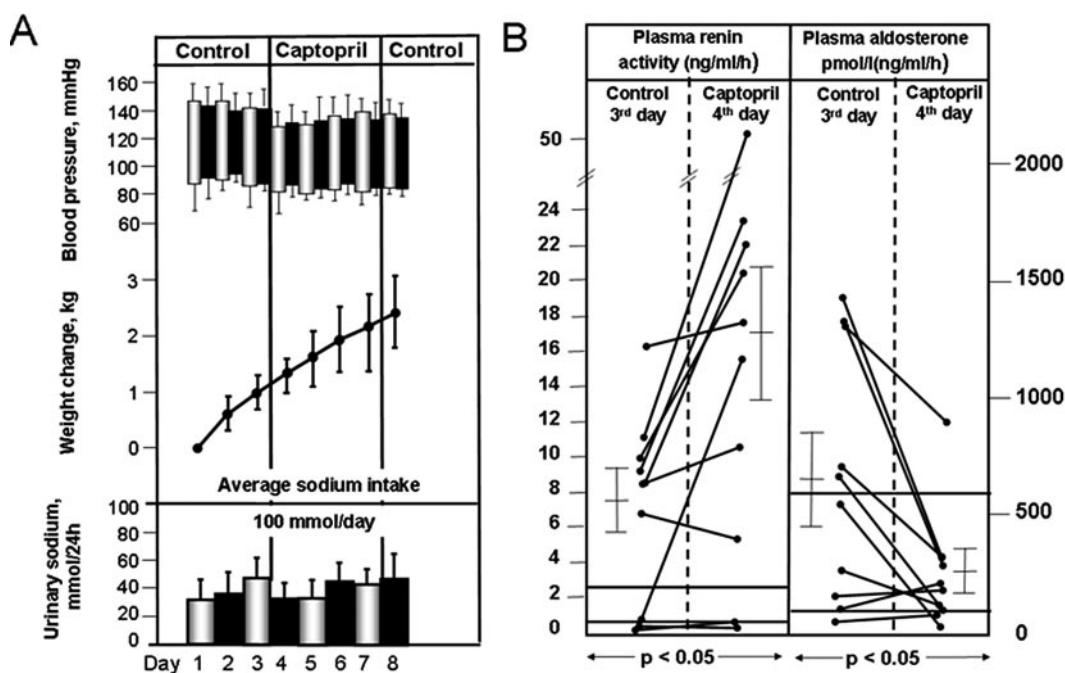 A
Control Captopril Control
Blood pressure, mmHg
160
140
120
100
80
60
Weight change, kg
3
2
1
0
Average sodium intake
100 mmol/day
Urinary sodium,
mmol/24h
100
80
60
40
20
0
Day 1 2 3 4 5 6 7 8
B
Plasma renin
activity (ng/ml/h)
Plasma aldosterone
pmol/l(ng/ml/h)
Control
3rd day
Captopril
4th day
Control
3rd day
Captopril
4th day
50
24
22
20
18
16
14
12
10
8
6
4
2
0
2000
1500
1000
500
0
p < 0.05
p < 0.05